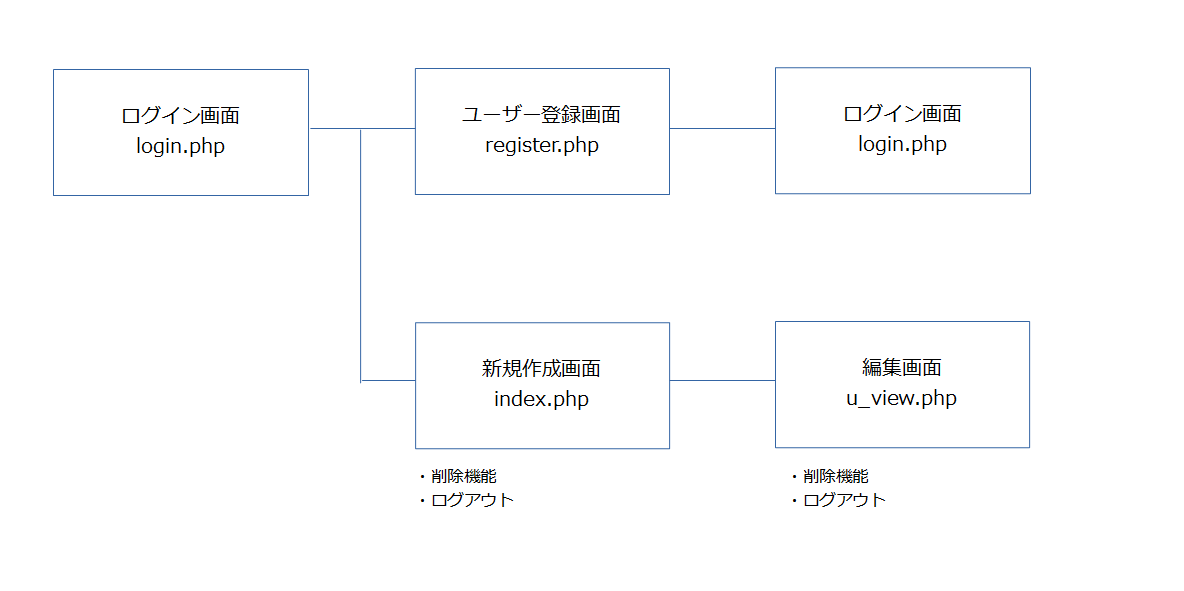 ログイン画面
login.php
ユーザー登録画面
register.php
ログイン画面
login.php
新規作成画面
index.php
・削除機能
・ログアウト
編集画面
u_view.php
・削除機能
・ログアウト